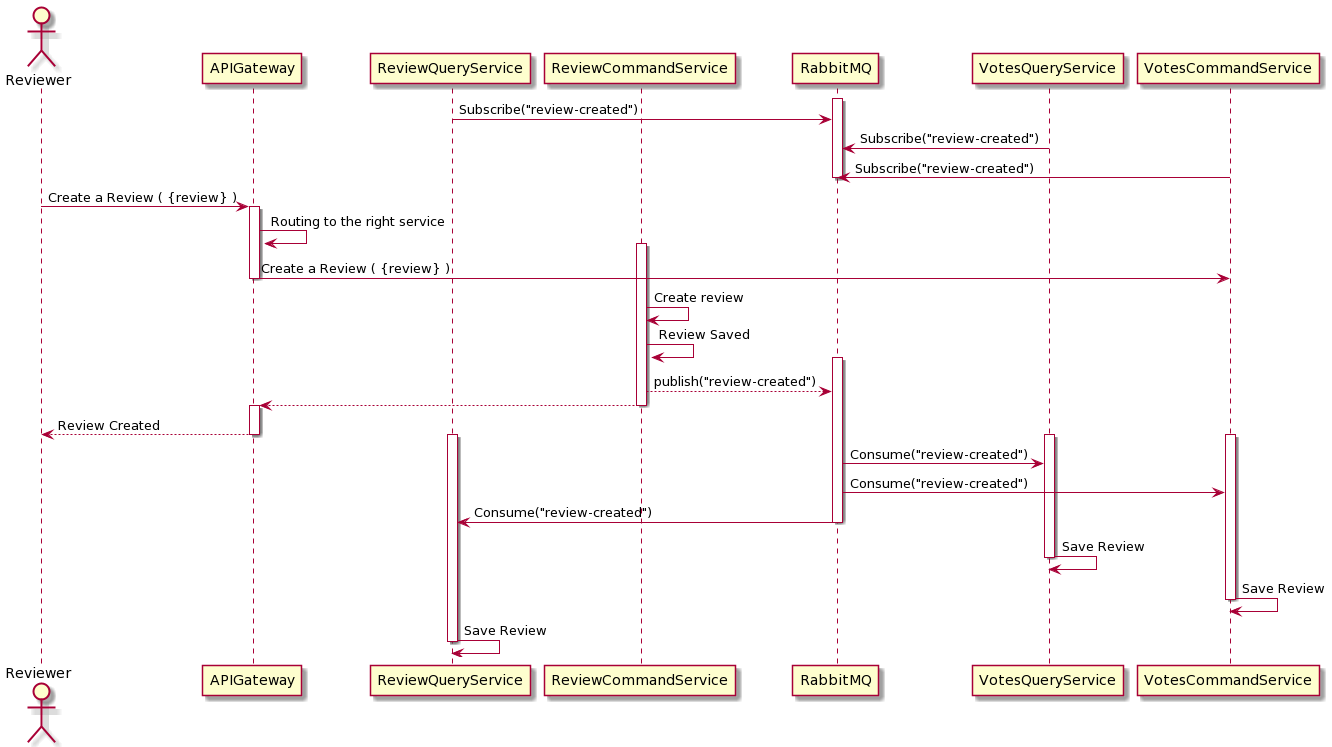 Reviewer
APIGateway
ReviewQueryService
ReviewCommandService
RabbitMQ
VotesQueryService
VotesCommandService
Subscribe("review-created")
Subscribe("review-created")
Subscribe("review-created")
Create a Review ( {review} )
Routing to the right service
Create a Review ( {review} )
Create review
Review Saved
publish("review-created")
Review Created
Consume("review-created")
Consume("review-created")
Consume("review-created")
Save Review
Save Review
Save Review
Reviewer
APIGateway
ReviewQueryService
ReviewCommandService
RabbitMQ
VotesQueryService
VotesCommandService